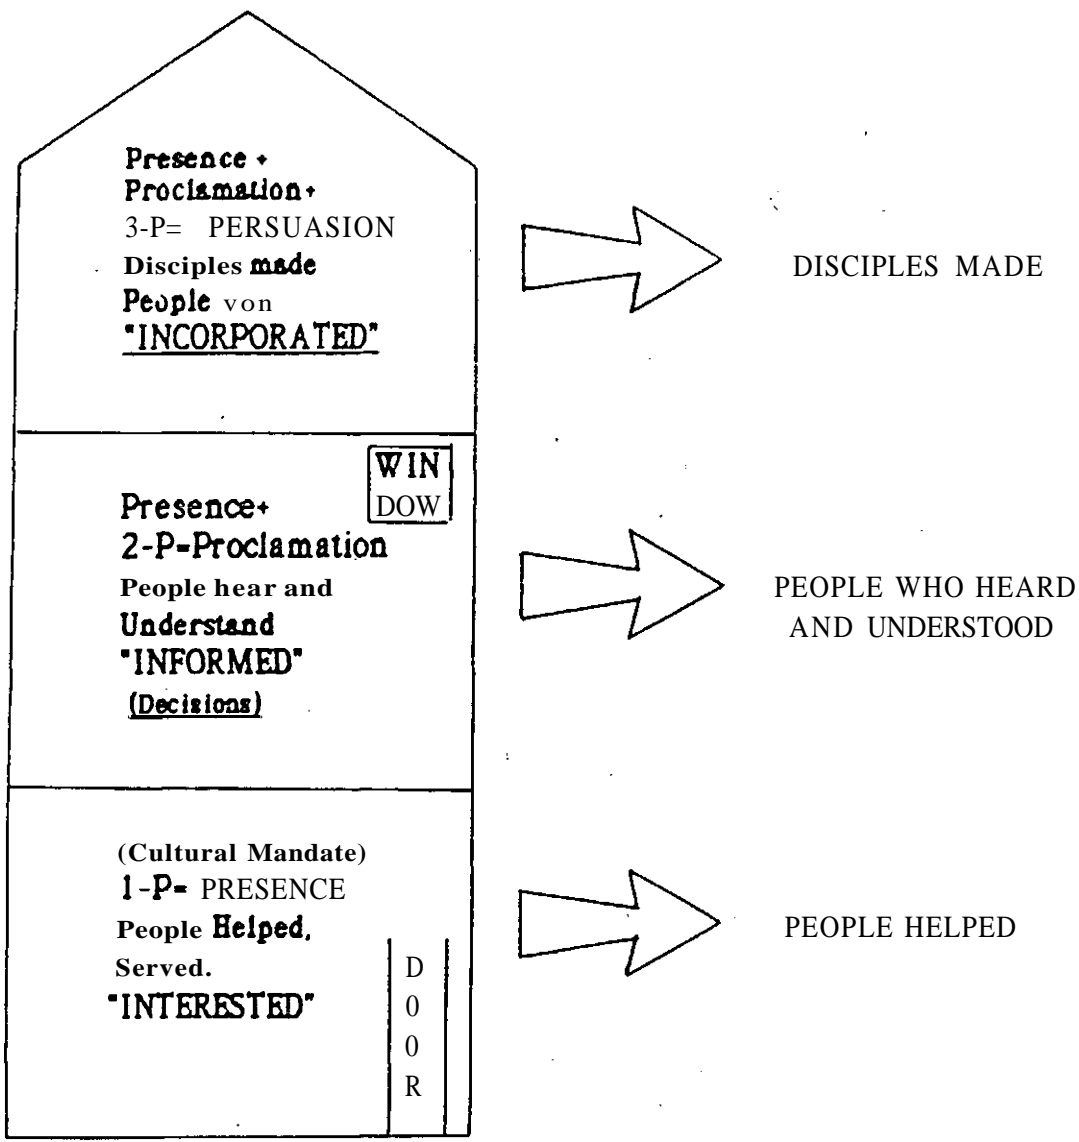 Presence +
Proclamation+
3-P= PERSUASION
Disciples made
People von
"INCORPORATED"
DISCIPLES MADE
WIN
DOW
Presence+
2-P=Proclamation
People hear and
Understand
"INFORMED"
(Decisions)
PEOPLE WHO HEARD
AND UNDERSTOOD
(Cultural Mandate)
1-P= PRESENCE
People Helped,
Served.
"INTERESTED"
D
0
0
R
PEOPLE HELPED